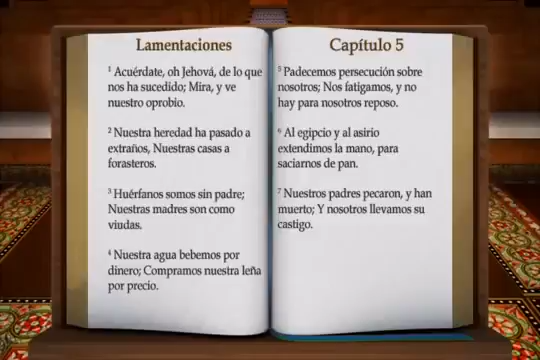 Lamentaciones
¹ Acuérdate, oh Jehová, de lo que
nos ha sucedido; Mira, y ve
nuestro oprobio.
² Nuestra heredad ha pasado a
extraños, Nuestras casas a
forasteros.
³ Huérfanos somos sin padre;
Nuestras madres son como
viudas.
⁴ Nuestra agua bebemos por
dinero; Compramos nuestra leña
por precio.
Capítulo 5
⁵ Padecemos persecución sobre
nosotros; Nos fatigamos, y no
hay para nosotros reposo.
⁶ Al egipcio y al asirio
extendimos la mano, para
saciarnos de pan.
⁷ Nuestros padres pecaron, y han
muerto; Y nosotros llevamos su
castigo.